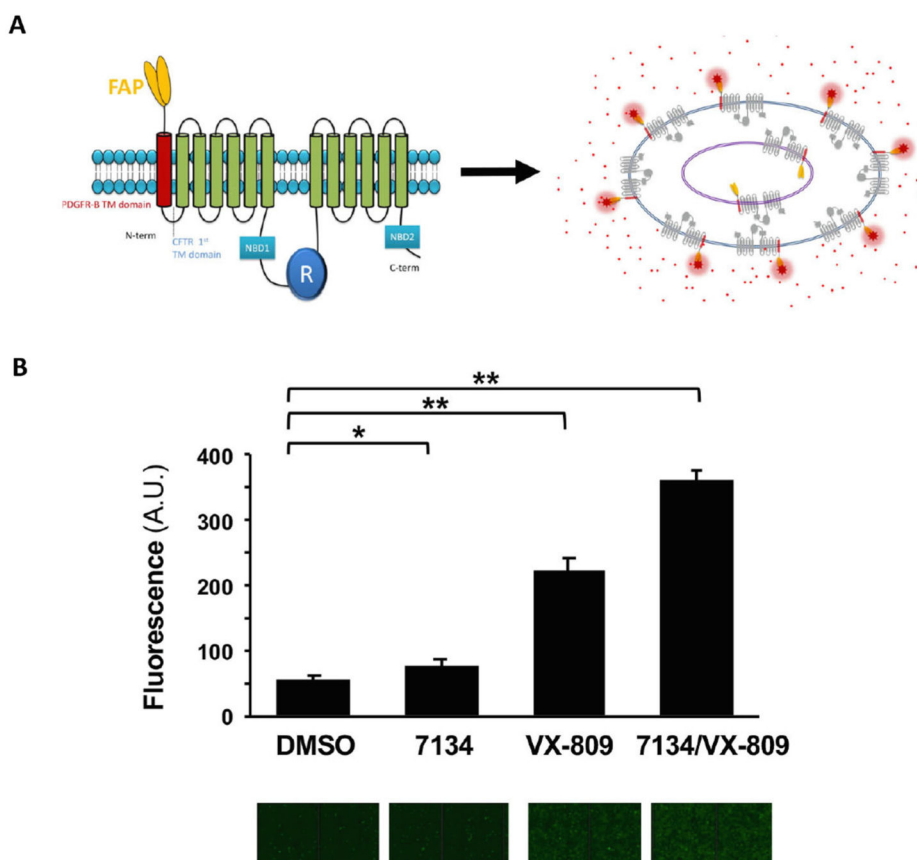 A
FAP
PDGFR-B TM domain
N-term
CFTR 1st
TM domain
NBD1
R
NBD2
C-term
B
**
**
*
Fluorescence (A.U.)
400
300
200
100
0
DMSO 7134 VX-809 7134/VX-809